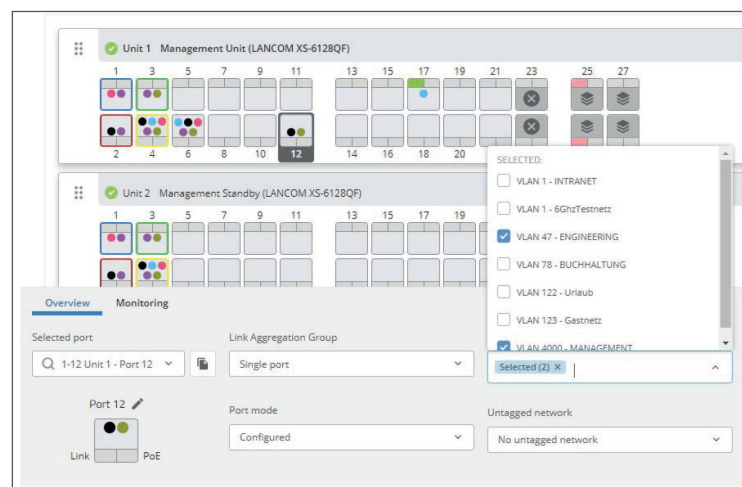 Unit 1 Management Unit (LANCOM XS-6128QF)
1 3 5 7 9 11 13 15 17 19 21 23 25 27
2 4 6 8 10 12 14 16 18 20
Unit 2 Management Standby (LANCOM XS-6128QF)
1 3 5 7 9 11 13 15 17 19
SELECTED:
VLAN 1 - INTRANET
VLAN 1 - 6GhzTestnetz
VLAN 47 - ENGINEERING
VLAN 78 - BUCHHALTUNG
VLAN 122 - Urlaub
VLAN 123 - Gastnetz
VLAN 4000 - MANAGEMENT
Overview Monitoring
Selected port Link Aggregation Group
1-12 Unit 1 - Port 12 Single port Selected (2) ×
Port 12 Port mode Untagged network
Configured No untagged network
Link PoE